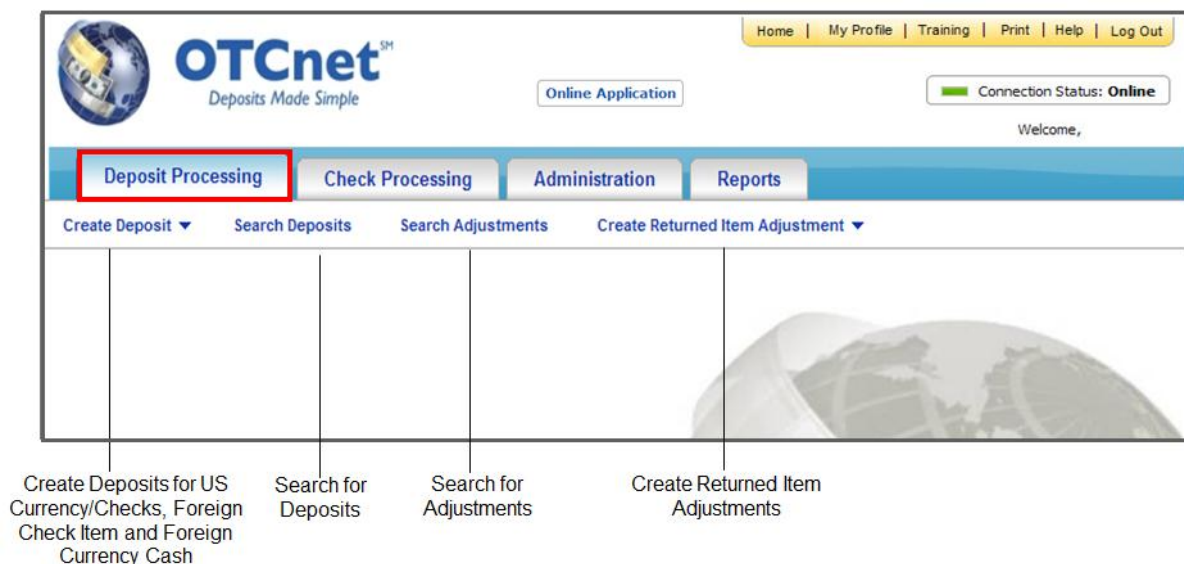 Home | My Profile | Training | Print | Help | Log Out
OTCnet SM
Deposits Made Simple
Online Application
Connection Status: Online
Welcome,
Deposit Processing
Check Processing
Administration
Reports
Create Deposit ▼
Search Deposits
Search Adjustments
Create Returned Item Adjustment ▼
Create Deposits for US
Currency/Checks, Foreign
Check Item and Foreign
Currency Cash
Search for
Deposits
Search for
Adjustments
Create Returned Item
Adjustments